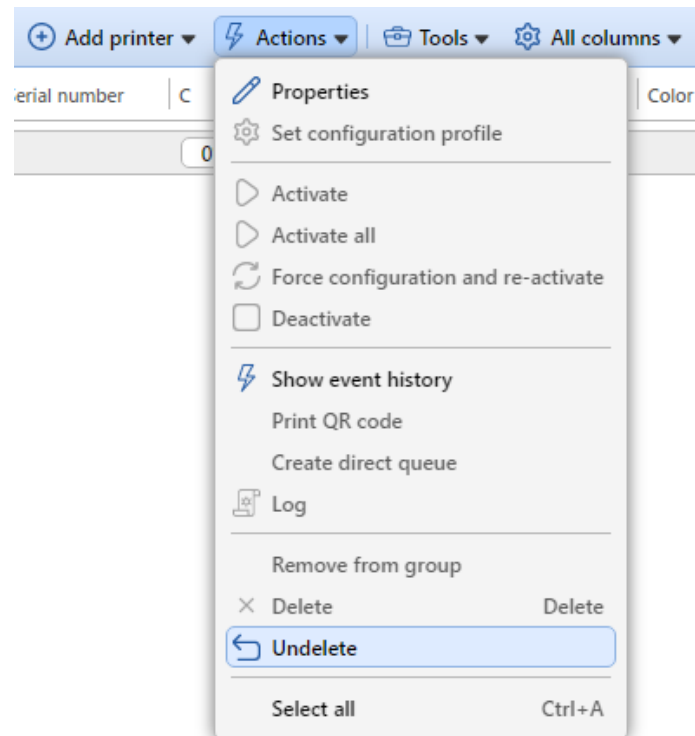 Add printer Actions Tools All columns
erial number C Color
0
Properties
Set configuration profile
Activate
Activate all
Force configuration and re-activate
Deactivate
Show event history
Print QR code
Create direct queue
Log
Remove from group
Delete Delete
Undelete
Select all Ctrl+A